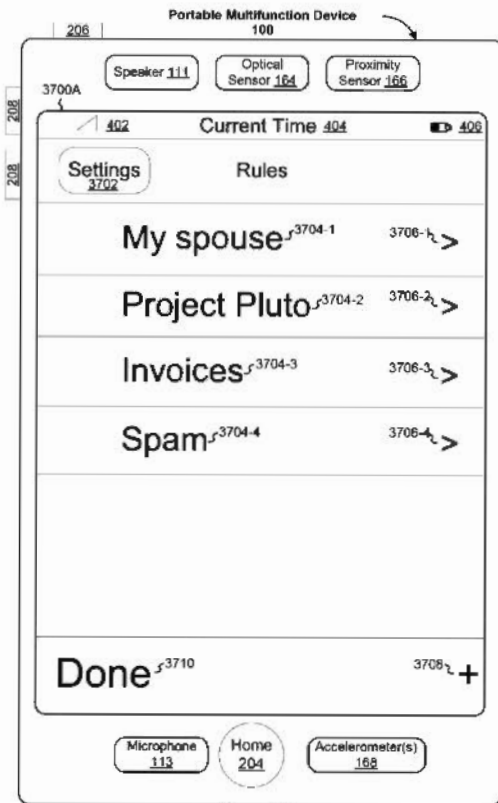 Portable Multifunction Device
100
206
Speaker 111
Optical Sensor 164
Proximity Sensor 166
3700A
208
402 Current Time 404 406
208
Settings 3702 Rules
My spouse 3704-1 3706-1 >
Project Pluto 3704-2 3706-2 >
Invoices 3704-3 3706-3 >
Spam 3704-4 3706-4 >
Done 3710 3708 +
Microphone 113
Home 204
Accelerometer(s) 168